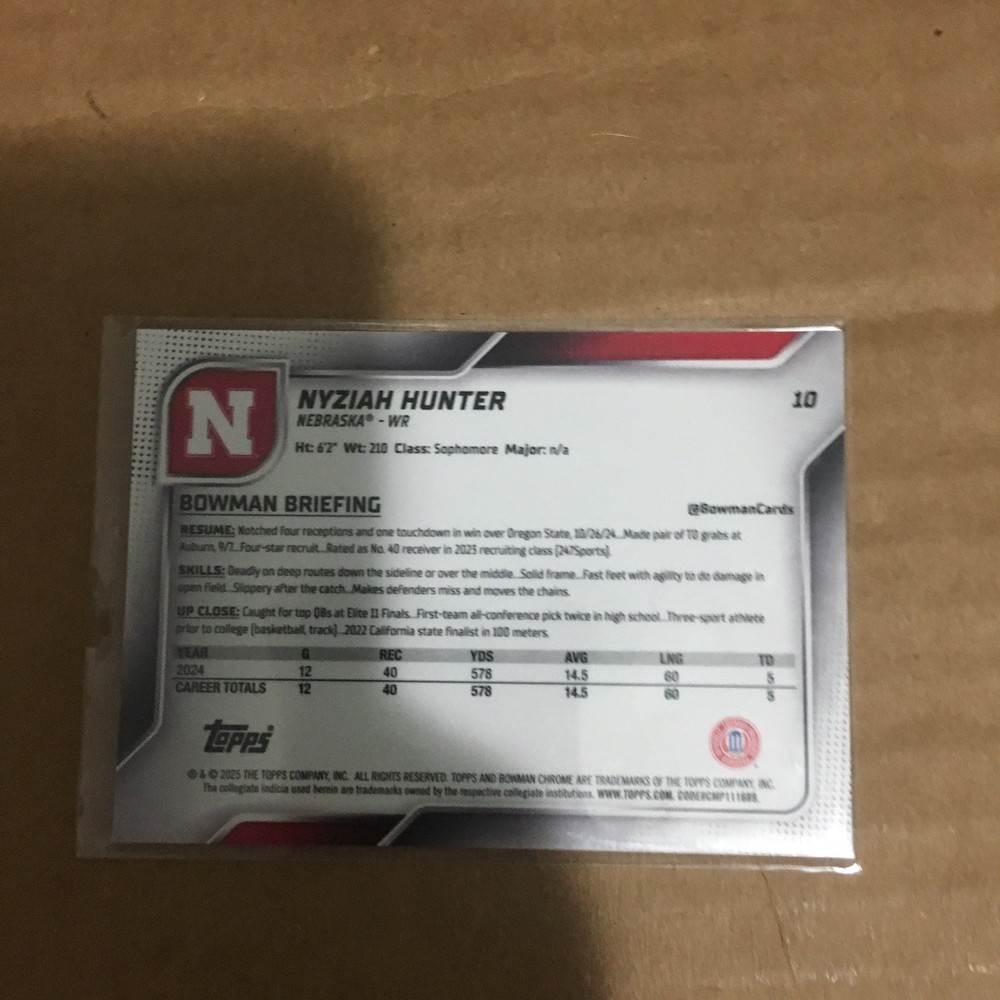 N
NYZIAH HUNTER
10
NEBRASKA® - WR
Ht: 6'2" Wt: 210 Class: Sophomore Major: n/a
BOWMAN BRIEFING
@BowmanCards
RESUME: Notched four receptions and one touchdown in win over Oregon State, 10/26/24...Made pair of TD grabs at
Auburn, 9/7...Four-star recruit...Rated as No. 40 receiver in 2023 recruiting class [247Sports].
SKILLS: Deadly on deep routes down the sideline or over the middle...Solid frame...Fast feet with agility to do damage in
open field...Slippery after the catch...Makes defenders miss and moves the chains.
UP CLOSE: Caught for top QBs at Elite 11 Finals...First-team all-conference pick twice in high school...Three-sport athlete
prior to college [basketball, track]...2022 California state finalist in 100 meters.
YEAR G REC YDS AVG LNG TD
2024 12 40 578 14.5 60 5
CAREER TOTALS 12 40 578 14.5 60 5
topps
® & © 2025 THE TOPPS COMPANY, INC. ALL RIGHTS RESERVED. TOPPS AND BOWMAN CHROME ARE TRADEMARKS OF THE TOPPS COMPANY, INC.
The collegiate indicia used herein are trademarks owned by the respective collegiate institutions. WWW.TOPPS.COM. CODE#CMP111689.